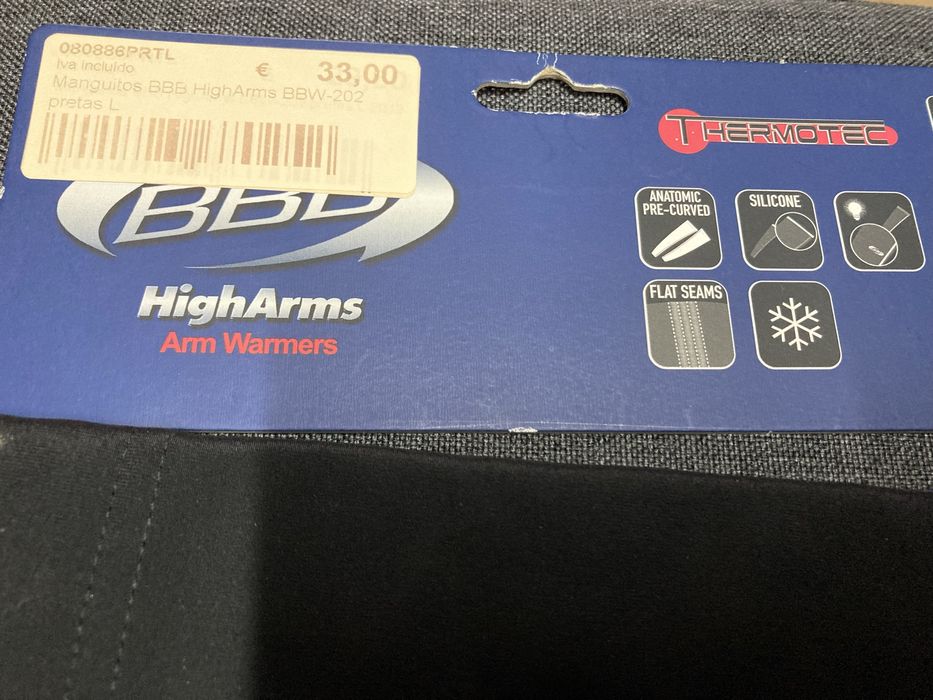 080886PRTL
Iva Incluído € 33,00
Manguitos BBB HighArms BBW-202
pretas L
BBB
HighArms
Arm Warmers
THERMOTEC
ANATOMIC
PRE-CURVED
SILICONE
FLAT SEAMS